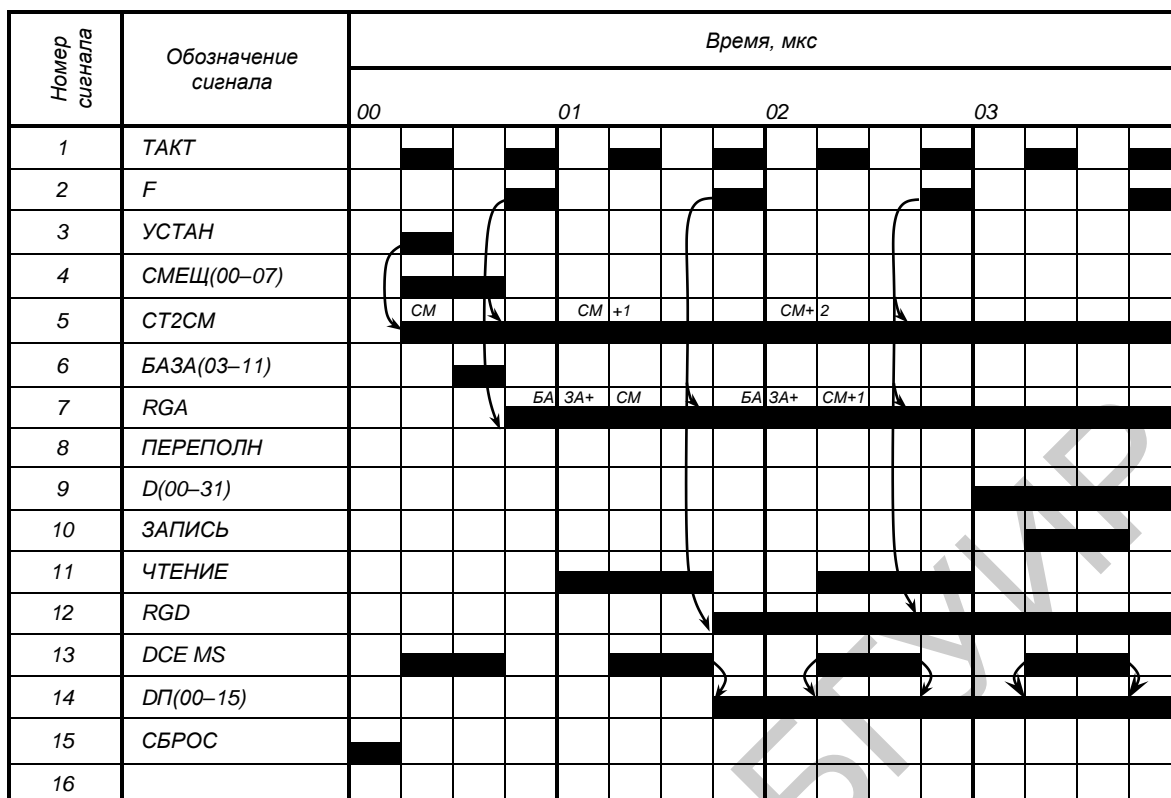 Номер сигнала
Обозначение сигнала
Время, мкс
00 01 02 03
1 ТАКТ
2 F
3 УСТАН
4 СМЕЩ(00–07)
СМ СМ +1 СМ+ 2
5 СТ2СМ
6 БАЗА(03–11)
БА ЗА+ СМ БА ЗА+ СМ+1
7 RGA
8 ПЕРЕПОЛН
9 D(00–31)
10 ЗАПИСЬ
11 ЧТЕНИЕ
12 RGD
13 DCE MS
14 DП(00–15)
15 СБРОС
16
БГУИР